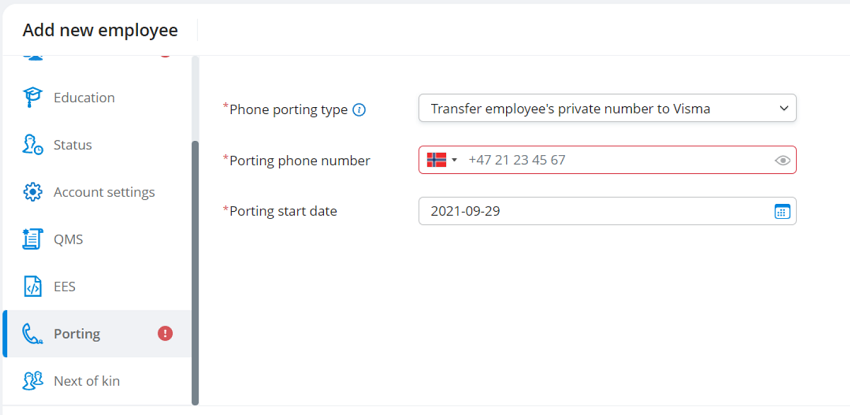 Add new employee
Education
Status
Account settings
QMS
EES
Porting
Next of kin
*Phone porting type
Transfer employee's private number to Visma
*Porting phone number
+47 21 23 45 67
*Porting start date
2021-09-29